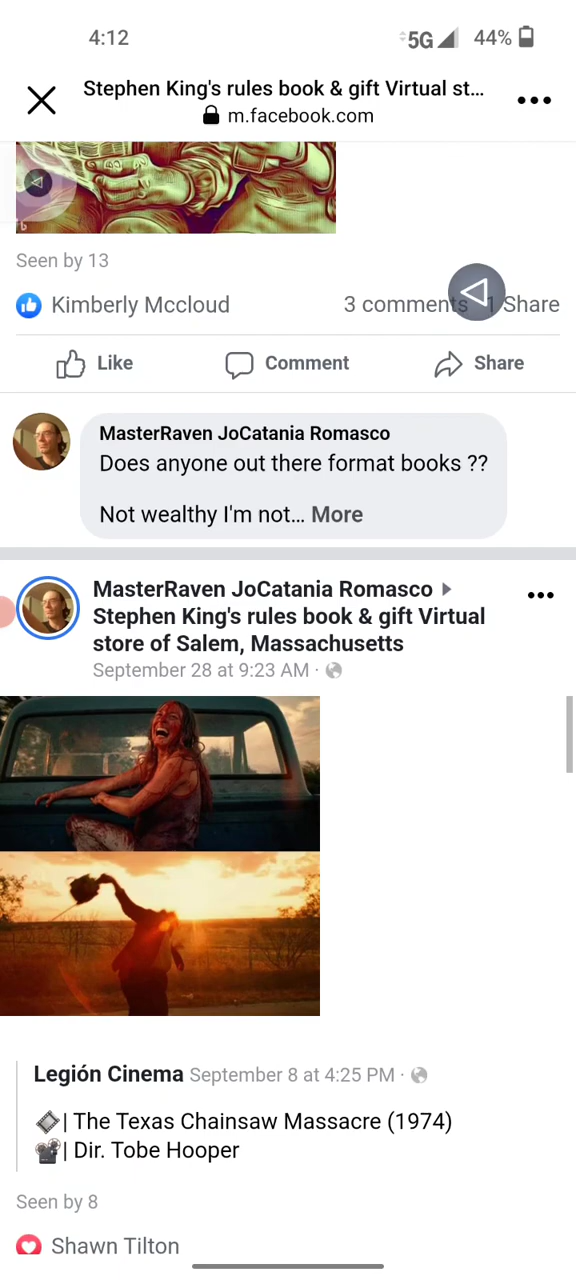 4:12
5G 44%
Stephen King's rules book & gift Virtual st...
m.facebook.com
Seen by 13
Kimberly Mccloud 3 comments 1 Share
Like Comment Share
MasterRaven JoCatania Romasco
Does anyone out there format books ??
Not wealthy I'm not... More
MasterRaven JoCatania Romasco
Stephen King's rules book & gift Virtual
store of Salem, Massachusetts
September 28 at 9:23 AM ·
Legión Cinema September 8 at 4:25 PM ·
| The Texas Chainsaw Massacre (1974)
| Dir. Tobe Hooper
Seen by 8
Shawn Tilton